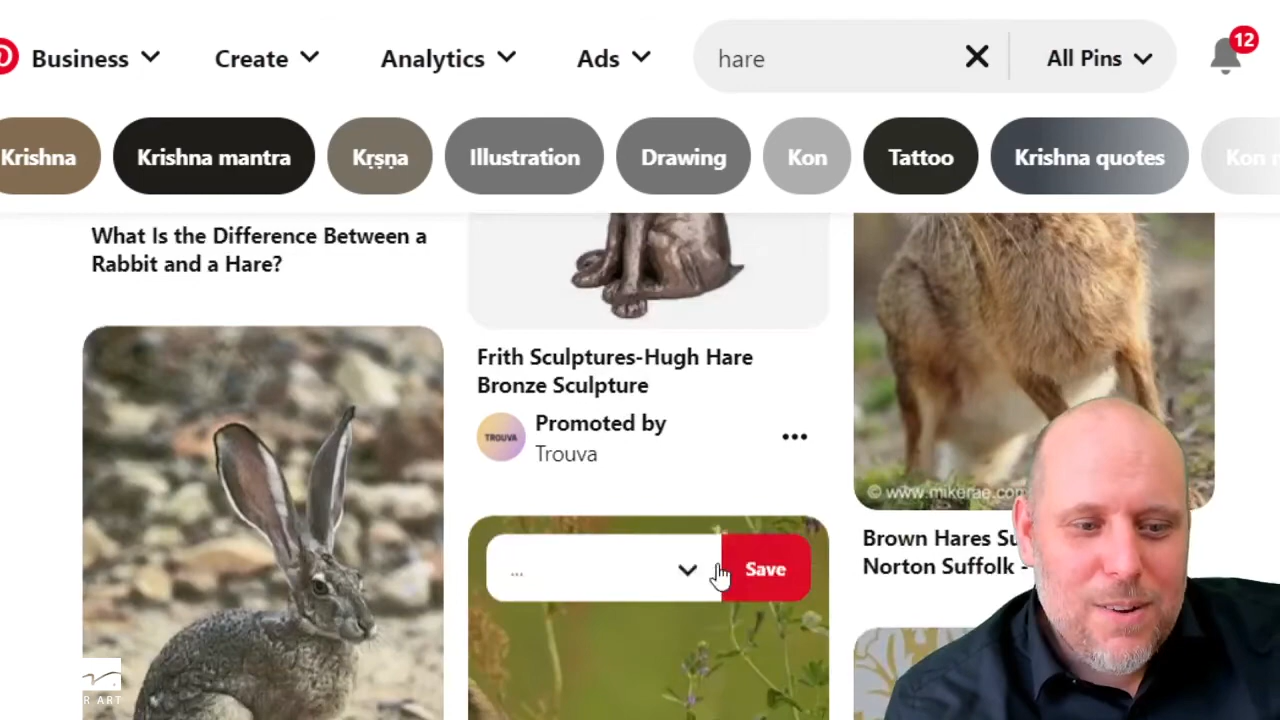 Business Create Analytics Ads hare All Pins 12
Krishna Krishna mantra Kṛṣṇa Illustration Drawing Kon Tattoo Krishna quotes Kon
What Is the Difference Between a
Rabbit and a Hare?
Frith Sculptures-Hugh Hare
Bronze Sculpture
TROUVA
Promoted by
Trouva
... Save
© www.mikerae.com
Brown Hares
Norton Suffolk -
R ART